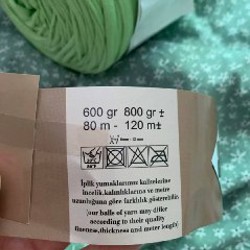 600 gr 800 gr ±
80 m - 120 m±
İplik yumaklarımız kalitelerine
incelik,kalınlıklarına ve metre
uzunluğuna göre farklılık gösterebilir
(our balls of yarn may differ
according to their quality
fineness,thickness and meter length)